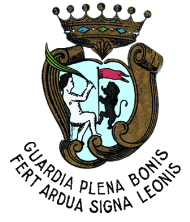 GUARDIA PLENA BONIS
FERT ARDUA SIGNA LEONIS